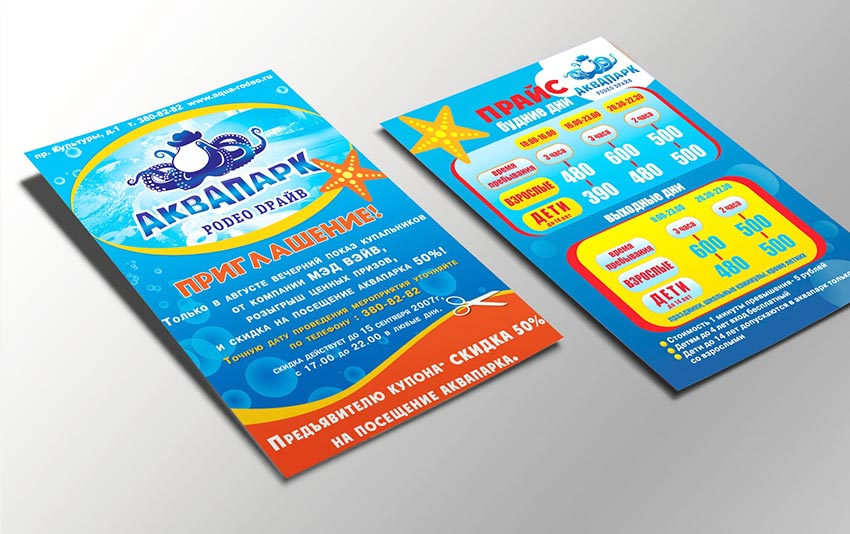 пр. Культуры, д.1 т. 380-82-82 www.aqua-rodeo.ru
АКВАПАРК
РОDЕО DРАЙВ
ПРИГЛАШЕНИЕ!
Только в августе вечерний показ купальников
от компании МЭД ВЭЙВ,
розыгрыш ценных призов,
и скидка на посещение аквапарка 50%!
Точную дату проведения мероприятия уточняйте
по телефону : 380-82-82
скидка действует до 15 сентября 2007г,
с 17.00 до 22.00 в любые дни.
Предъявителю купона- скидка 50%
на посещение аквапарка.
АКВАПАРК
РОDЕО DРАЙВ
ПРАЙС
будние дни
10.00-16.00 16.00-23.00 20.30-22.30
время пребывания 3 часа 3 часа 2 часа
ВЗРОСЛЫЕ 480 600 500
ДЕТИ до 14 лет 390 480 500
выходные дни
9.00-23.00 20.30-22.30
время пребывания 3 часа 2 часа
ВЗРОСЛЫЕ 600 500
ДЕТИ до 14 лет 480 500
праздники, школьные каникулы, кроме летних
Стоимость 1 минуты превышения- 5 рублей
Детям до 4 лет вход бесплатный
Дети до 14 лет допускаются в аквапарк только
со взрослыми